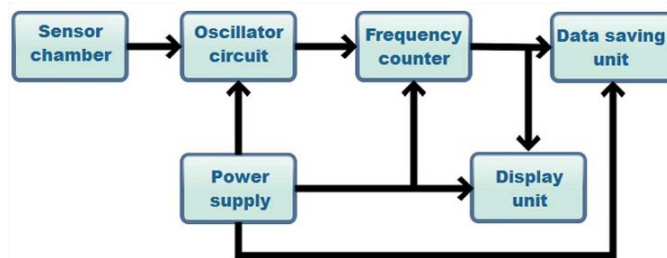 Sensor
chamber
Oscillator
circuit
Frequency
counter
Data saving
unit
Power
supply
Display
unit